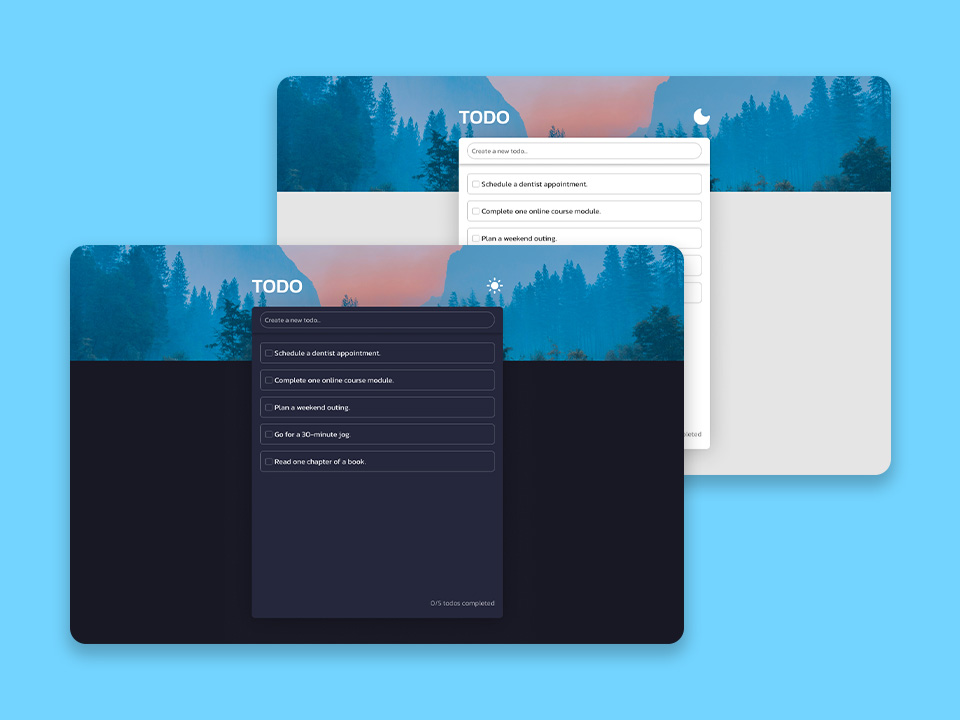 TODO
Create a new todo..
Schedule a dentist appointment.
Complete one online course module.
Plan a weekend outing.
TODO
Create a new todo..
Schedule a dentist appointment.
Complete one online course module.
Plan a weekend outing.
Go for a 30-minute jog.
Read one chapter of a book.
0/5 todos completed